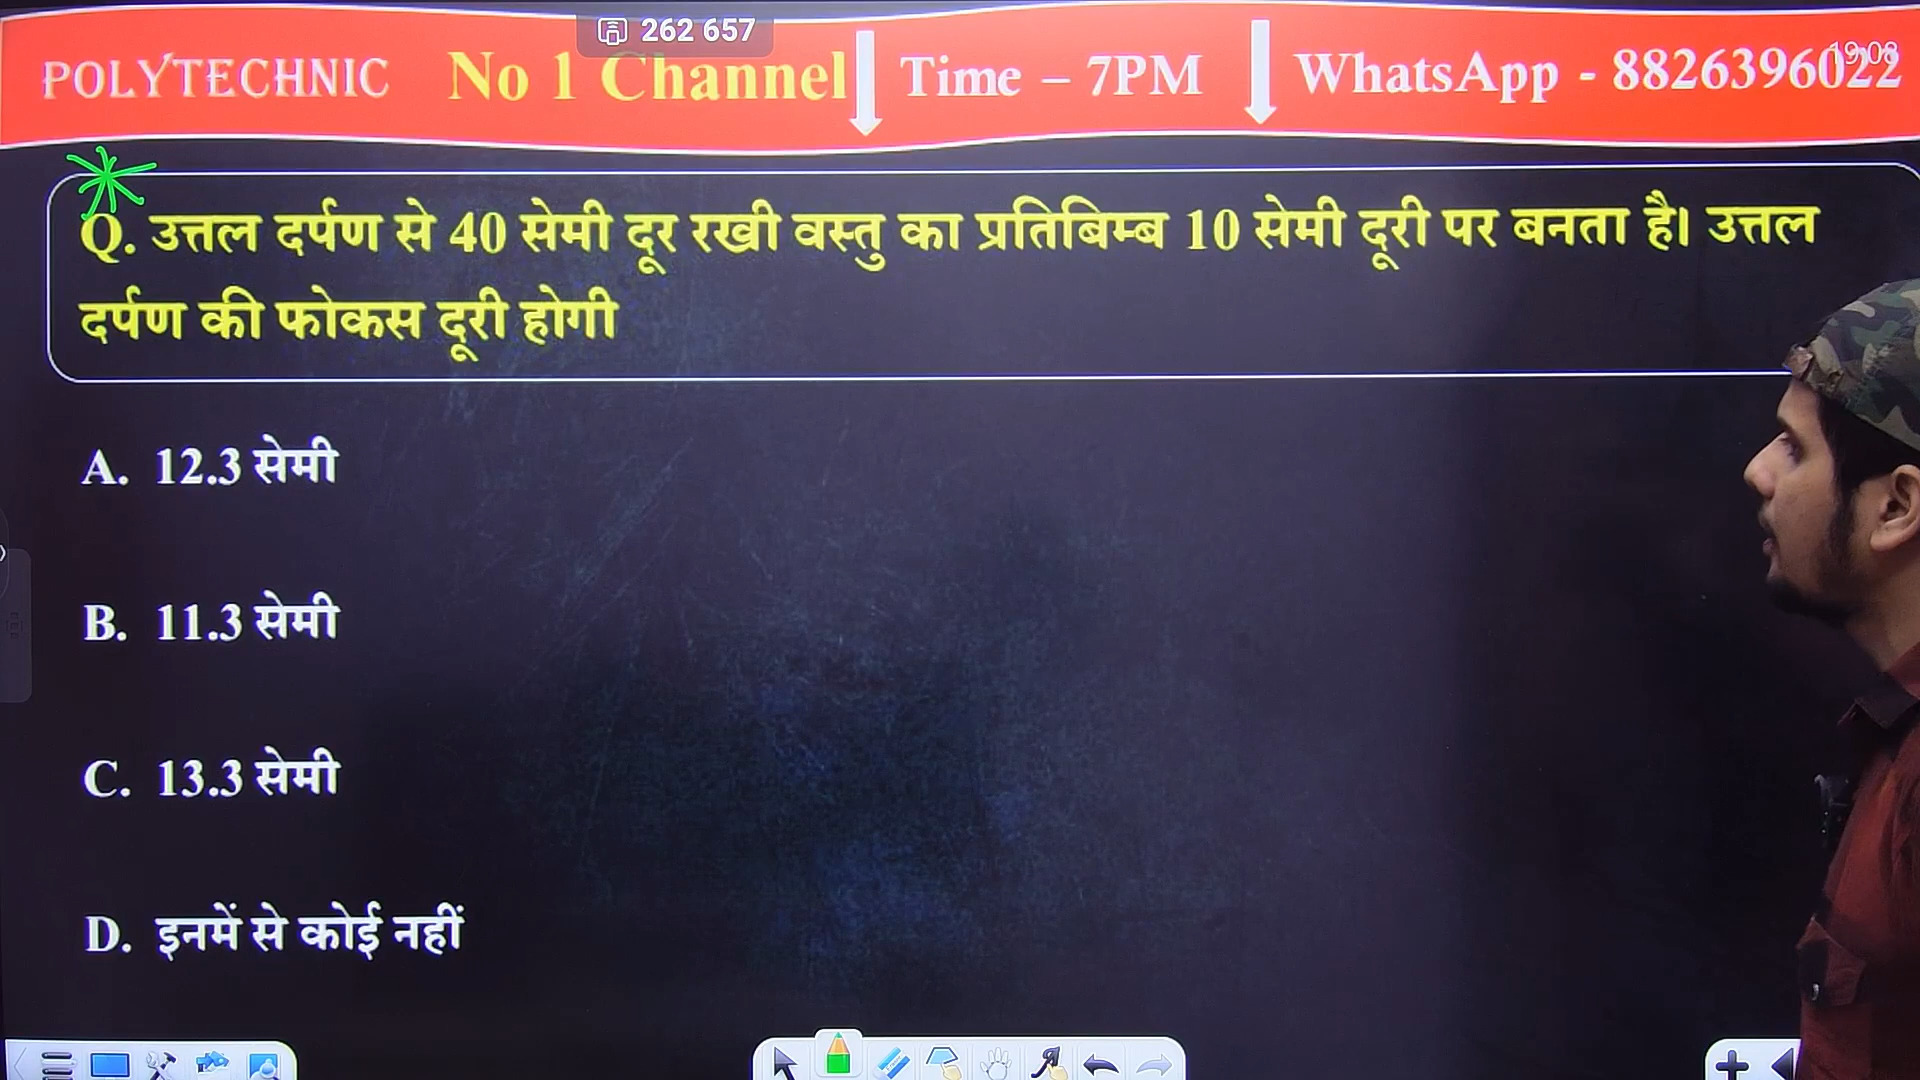 262 657
POLYTECHNIC No 1 Channel Time – 7PM WhatsApp - 8826396022
19:08
Q. उत्तल दर्पण से 40 सेमी दूर रखी वस्तु का प्रतिबिम्ब 10 सेमी दूरी पर बनता है। उत्तल
दर्पण की फोकस दूरी होगी
A. 12.3 सेमी
B. 11.3 सेमी
C. 13.3 सेमी
D. इनमें से कोई नहीं